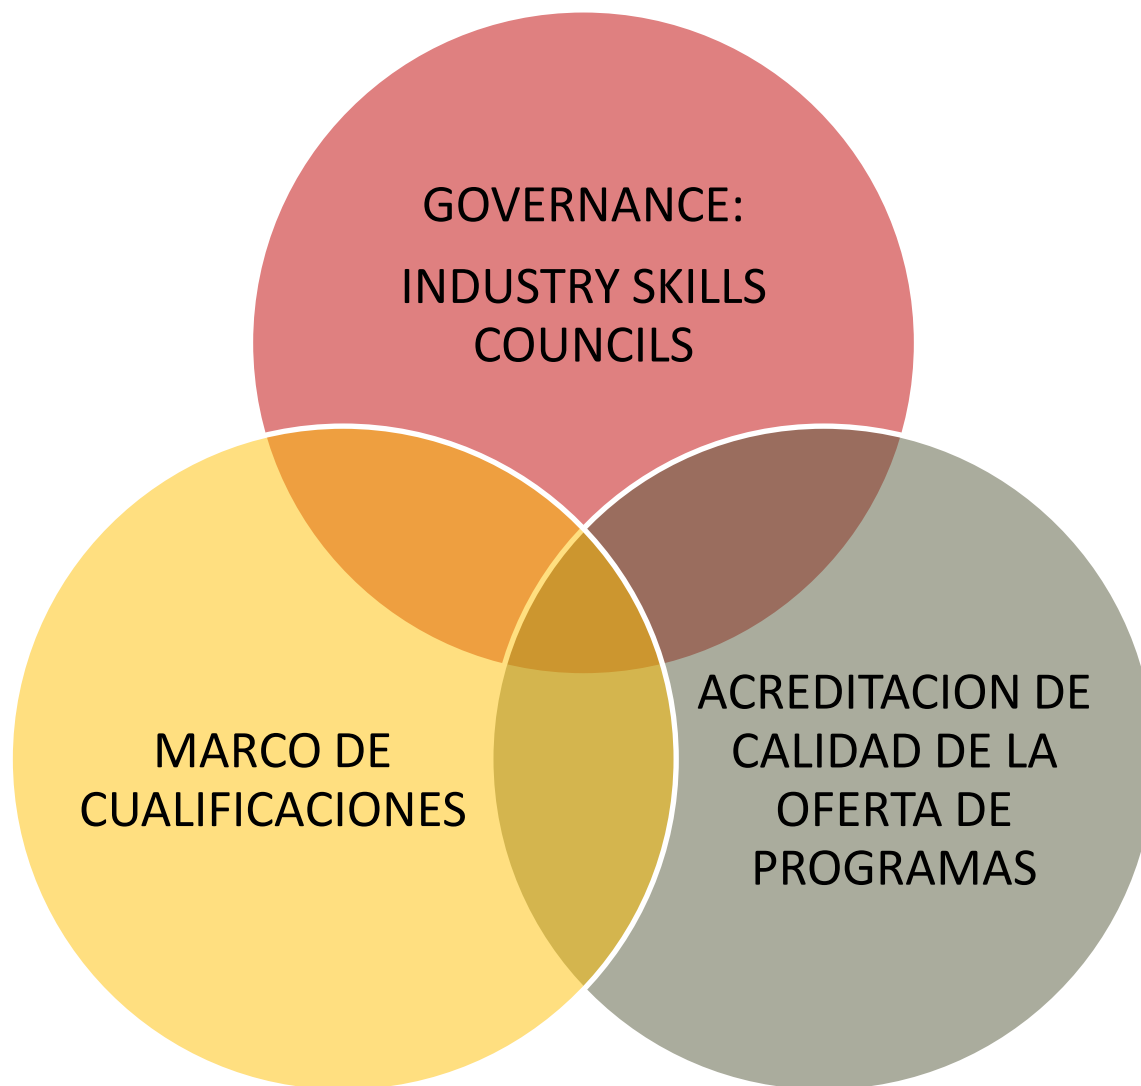 GOVERNANCE:
INDUSTRY SKILLS
COUNCILS
MARCO DE
CUALIFICACIONES
ACREDITACION DE
CALIDAD DE LA
OFERTA DE
PROGRAMAS